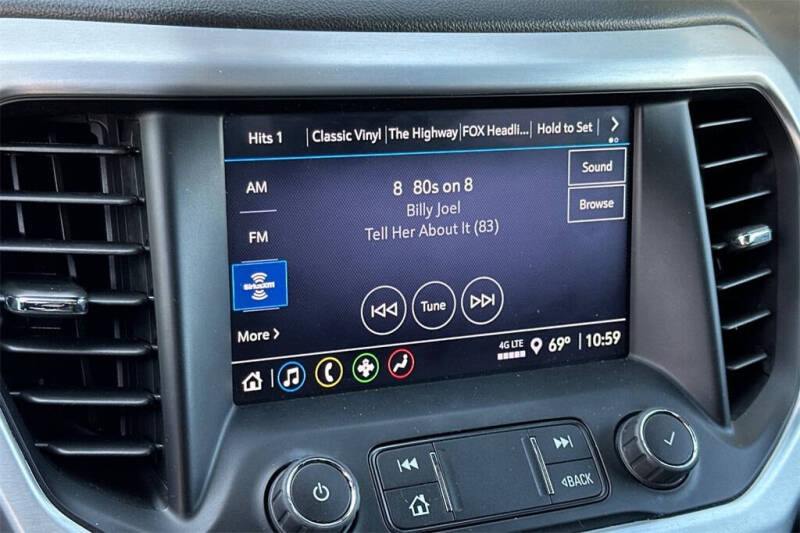 Hits 1 Classic Vinyl The Highway FOX Headli... Hold to Set
AM
8 80s on 8
Sound
Billy Joel
Browse
FM
Tell Her About It (83)
SiriusXM
Tune
More
4G LTE 69° 10:59
BACK